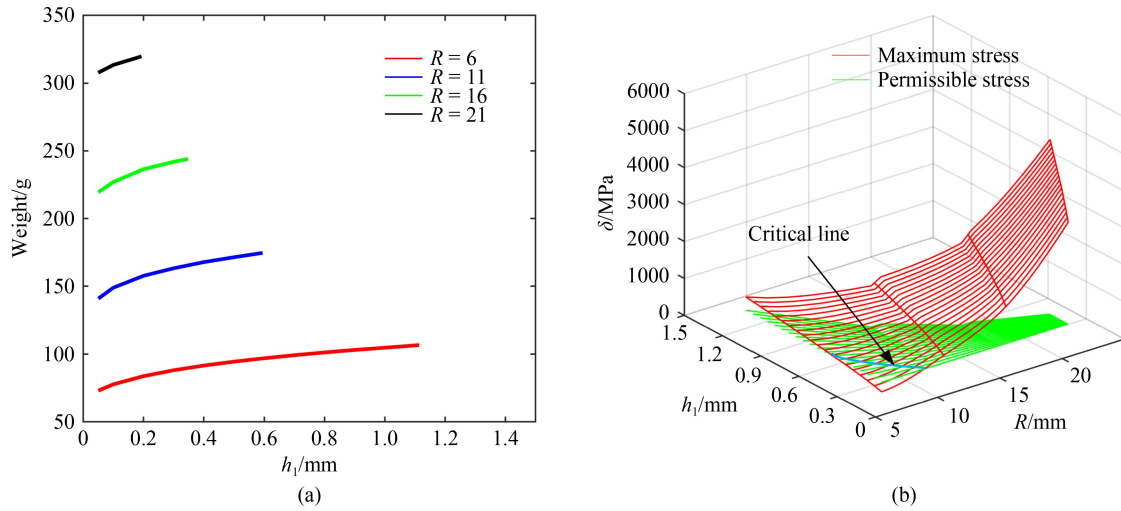 350
300
250
200
150
100
50
Weight/g
R = 6
R = 11
R = 16
R = 21
0
0.2
0.4
0.6
0.8
1.0
1.2
1.4
h₁/mm
(a)
Maximum stress
Permissible stress
6000
5000
4000
3000
2000
1000
0
δ/MPa
Critical line
1.5
1.2
0.9
0.6
0.3
0
h₁/mm
5
10
15
20
R/mm
(b)